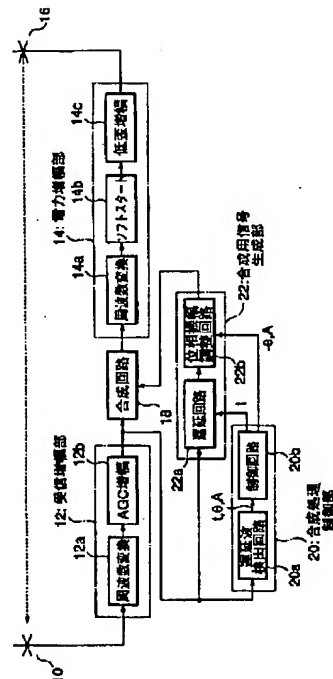 10
16
12:受信増幅部
12a
周波数変換
12b
AGC増幅
合成回路
18
14:電力増幅部
14a
周波数変換
14b
ソフトスタート
14c
低歪増幅
22:合成用信号
生成部
22a
遅延回路
位相振幅
調整回路
22b
t
-θ,A
20:合成処理
制御部
遅延波
検出回路
20a
t,θ,A
制御回路
20b